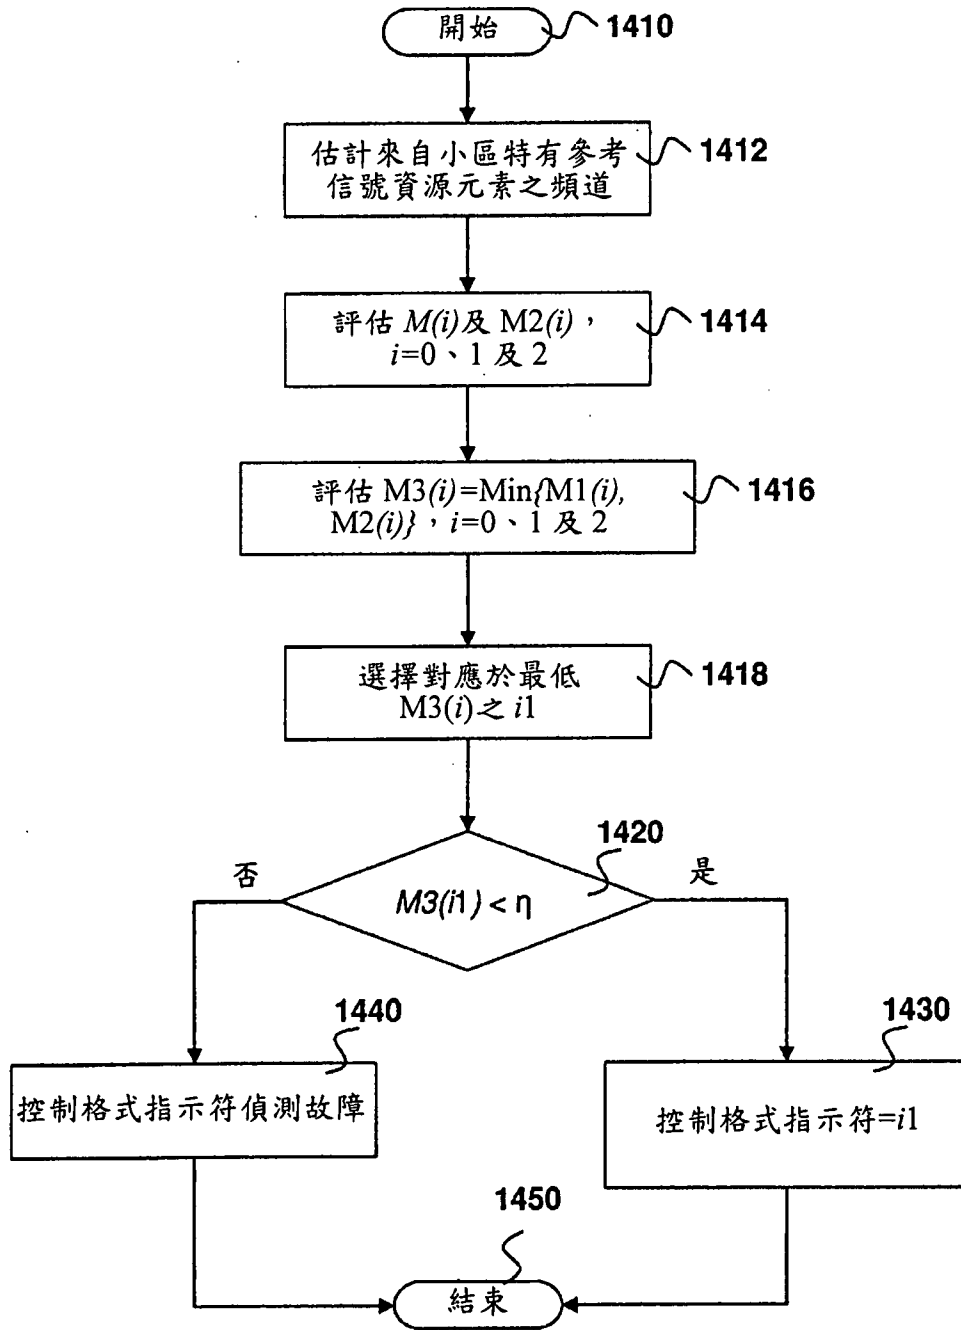 開始
1410
估計來自小區特有參考
信號資源元素之頻道
1412
評估 M(i)及 M2(i)，
i=0、1 及 2
1414
評估 M3(i)=Min{M1(i),
M2(i)}，i=0、1 及 2
1416
選擇對應於最低
M3(i)之 i1
1418
1420
否
M3(i1) < η
是
1440
1430
控制格式指示符偵測故障
控制格式指示符=i1
1450
結束